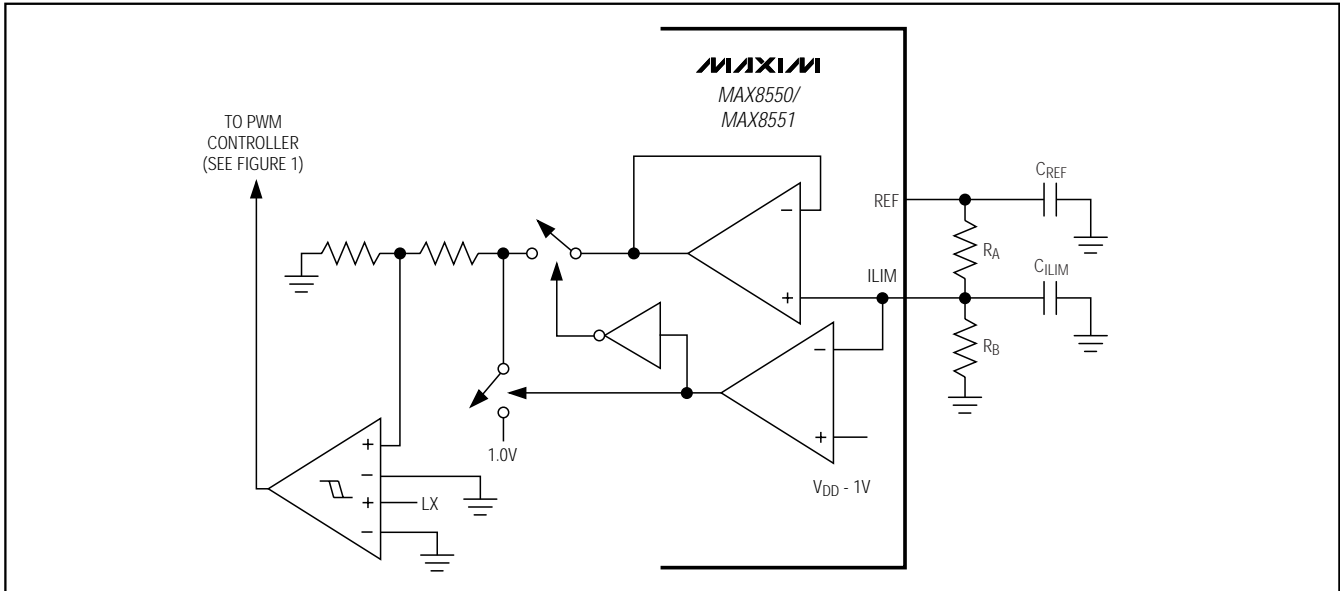 MAXIM
MAX8550/
MAX8551
TO PWM
CONTROLLER
(SEE FIGURE 1)
CREF
REF
−
RA
ILIM
CILIM
+
−
RB
+
1.0V
+
VDD - 1V
−
+
LX
−